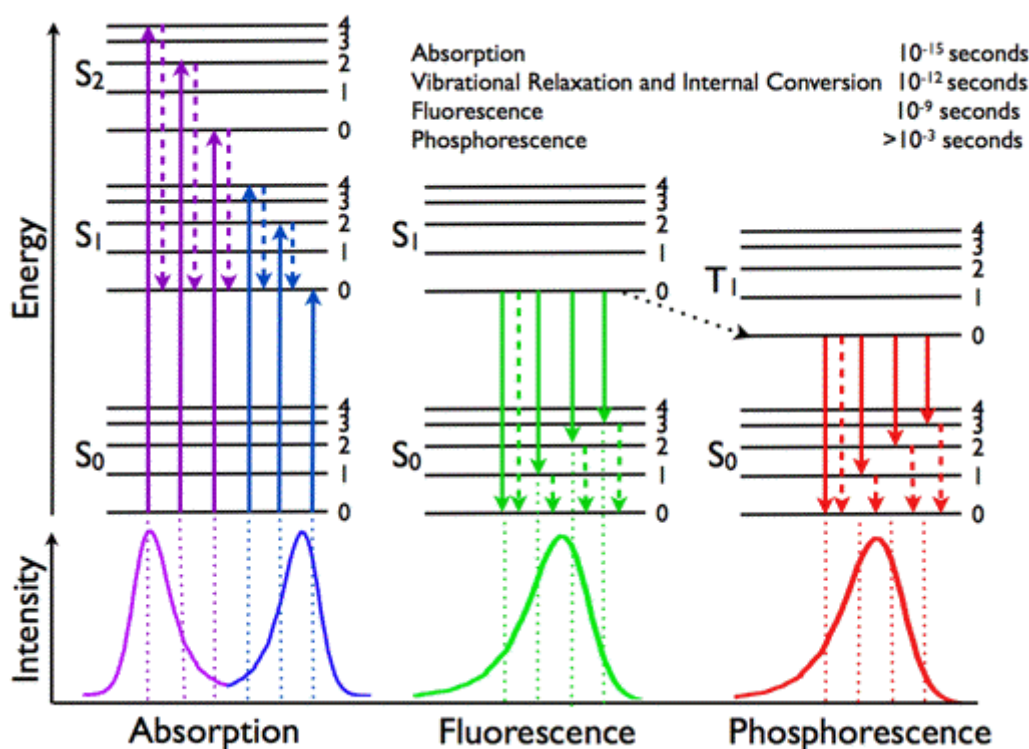 Absorption 10⁻¹⁵ seconds
Vibrational Relaxation and Internal Conversion 10⁻¹² seconds
Fluorescence 10⁻⁹ seconds
Phosphorescence >10⁻³ seconds
Energy
S₂
4
3
2
1
0
S₁
4
3
2
1
0
S₀
4
3
2
1
0
S₁
4
3
2
1
0
S₀
4
3
2
1
0
T₁
4
3
2
1
0
S₀
4
3
2
1
0
Intensity
Absorption
Fluorescence
Phosphorescence